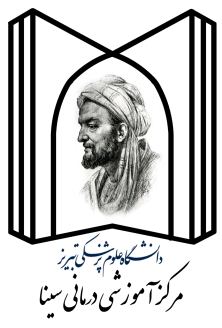 دانشگاه علوم پزشکی تبریز
مرکز آموزشی درمانی سینا